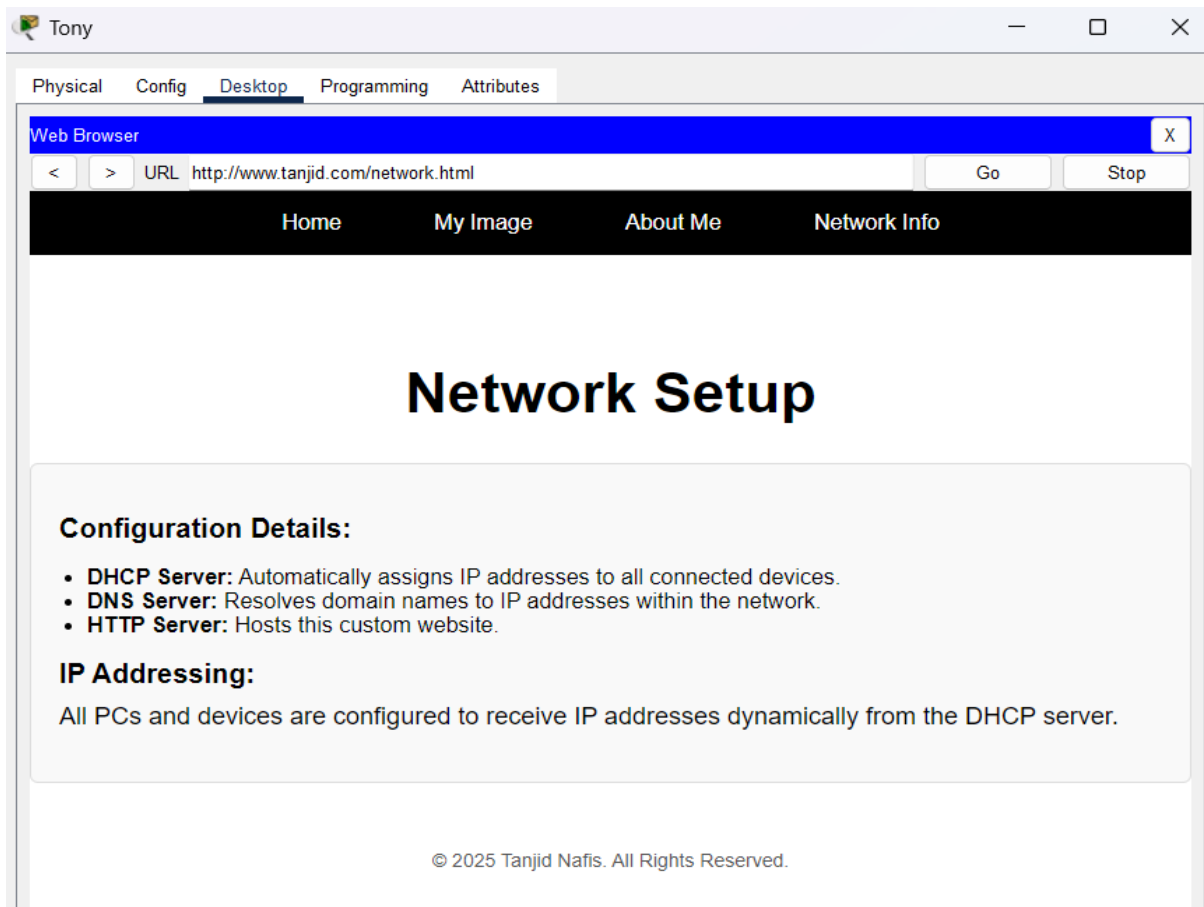 Tony
Physical Config Desktop Programming Attributes
Web Browser X
< > URL http://www.tanjid.com/network.html Go Stop
Home My Image About Me Network Info
Network Setup
Configuration Details:
• DHCP Server: Automatically assigns IP addresses to all connected devices.
• DNS Server: Resolves domain names to IP addresses within the network.
• HTTP Server: Hosts this custom website.
IP Addressing:
All PCs and devices are configured to receive IP addresses dynamically from the DHCP server.
© 2025 Tanjid Nafis. All Rights Reserved.